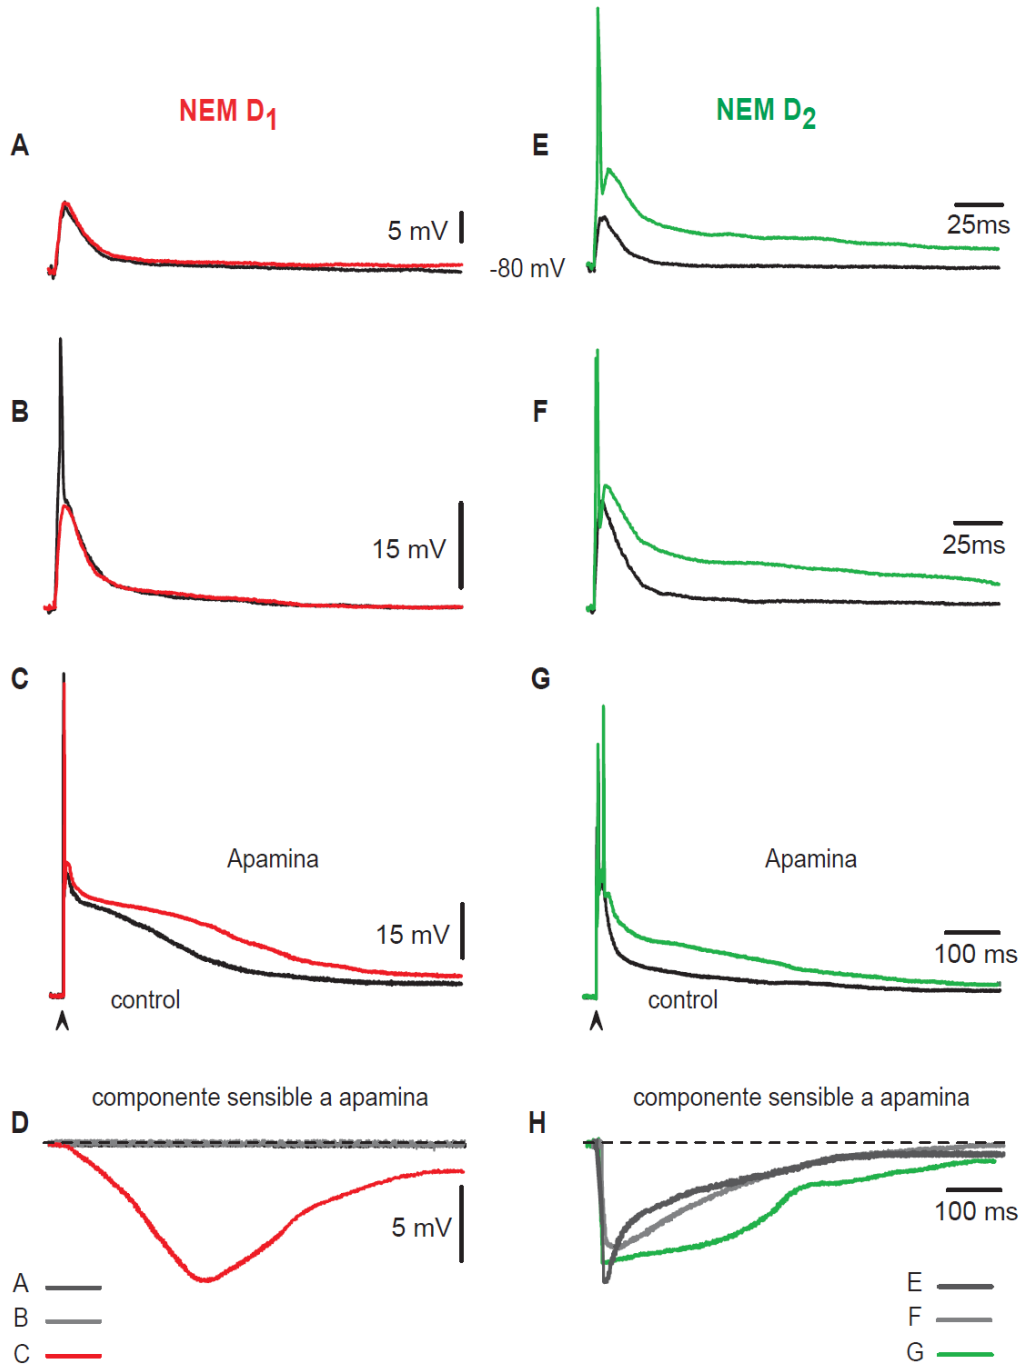 NEM D1
NEM D2
A
E
5 mV
25ms
-80 mV
B
F
15 mV
25ms
C
G
Apamina
Apamina
15 mV
100 ms
control
control
componente sensible a apamina
componente sensible a apamina
D
H
5 mV
100 ms
A
E
B
F
C
G